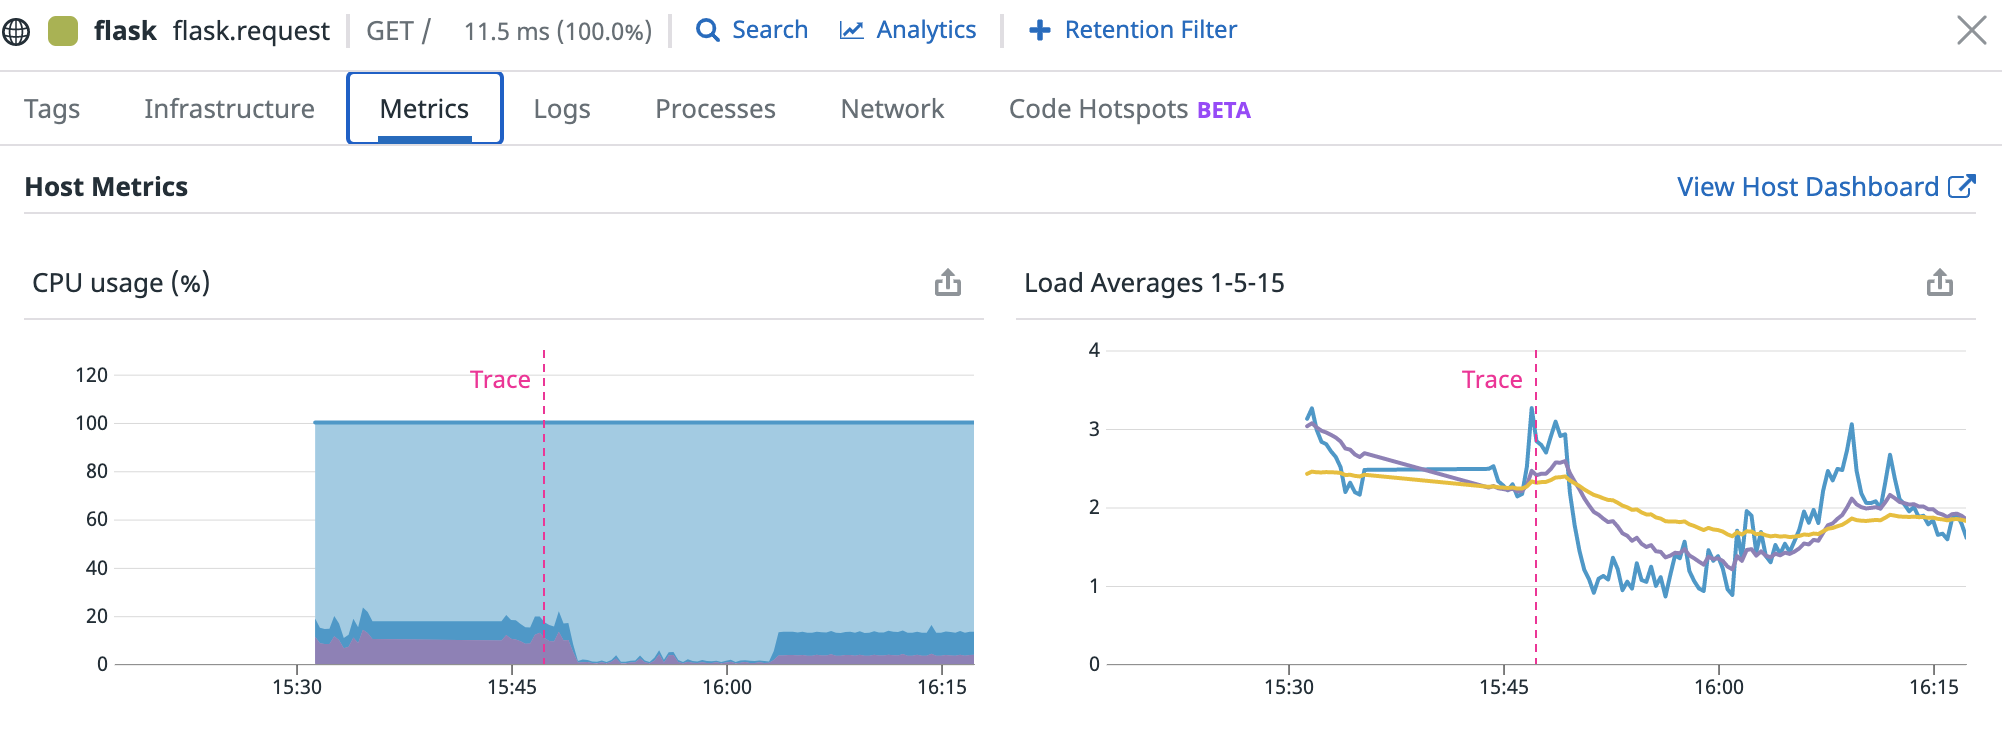 flask flask.request GET / 11.5 ms (100.0%) Search Analytics Retention Filter
Tags Infrastructure Metrics Logs Processes Network Code Hotspots BETA
Host Metrics View Host Dashboard
CPU usage (%)
120
100
80
60
40
20
0
Trace
15:30 15:45 16:00 16:15
Load Averages 1-5-15
4
3
2
1
0
Trace
15:30 15:45 16:00 16:15